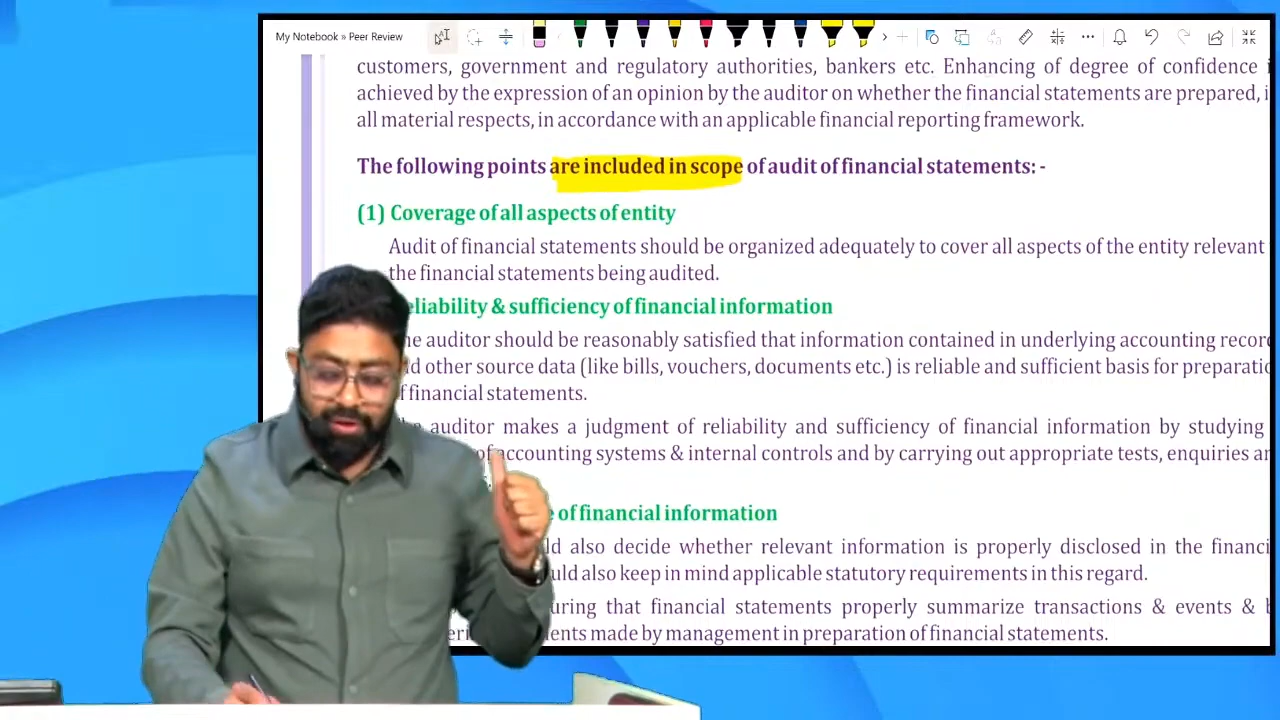 My Notebook » Peer Review
customers, government and regulatory authorities, bankers etc. Enhancing of degree of confidence
achieved by the expression of an opinion by the auditor on whether the financial statements are prepared,
all material respects, in accordance with an applicable financial reporting framework.
The following points are included in scope of audit of financial statements: -
(1) Coverage of all aspects of entity
Audit of financial statements should be organized adequately to cover all aspects of the entity relevant
the financial statements being audited.
eliability & sufficiency of financial information
auditor should be reasonably satisfied that information contained in underlying accounting recor
other source data (like bills, vouchers, documents etc.) is reliable and sufficient basis for preparatio
f financial statements.
auditor makes a judgment of reliability and sufficiency of financial information by studying
of accounting systems & internal controls and by carrying out appropriate tests, enquiries an
e of financial information
ld also decide whether relevant information is properly disclosed in the financi
uld also keep in mind applicable statutory requirements in this regard.
uring that financial statements properly summarize transactions & events &
ents made by management in preparation of financial statements.